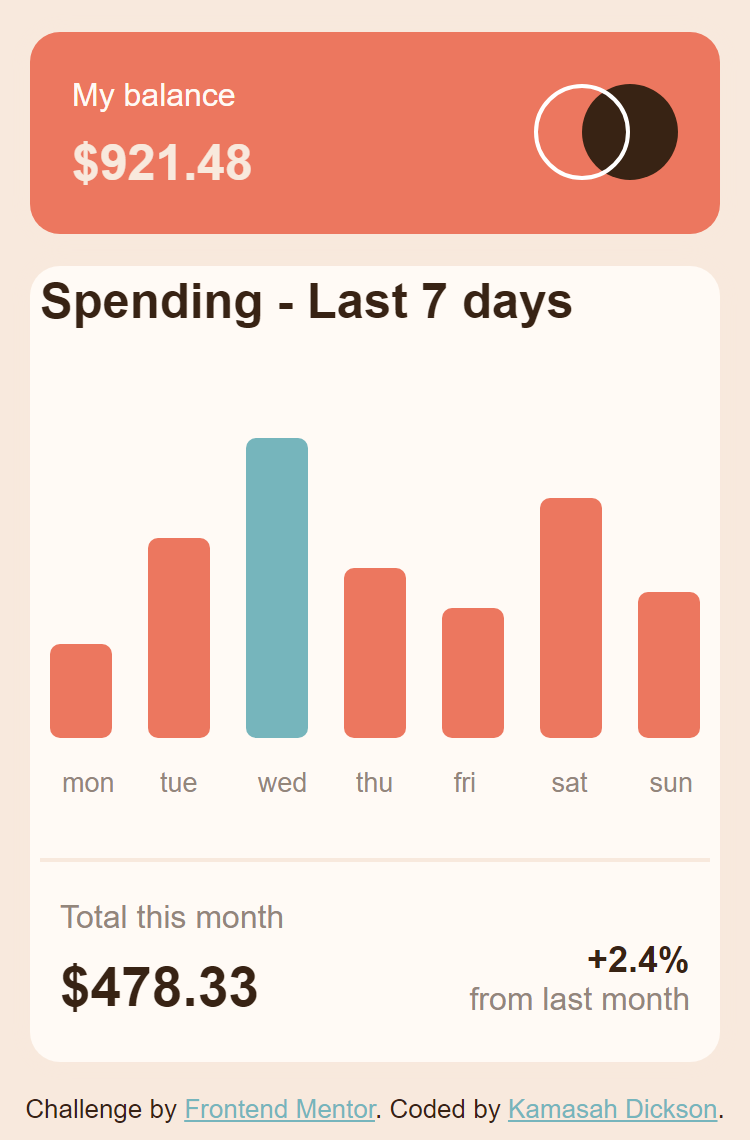 My balance
$921.48
Spending - Last 7 days
mon tue wed thu fri sat sun
Total this month
$478.33
+2.4%
from last month
Challenge by Frontend Mentor. Coded by Kamasah Dickson.